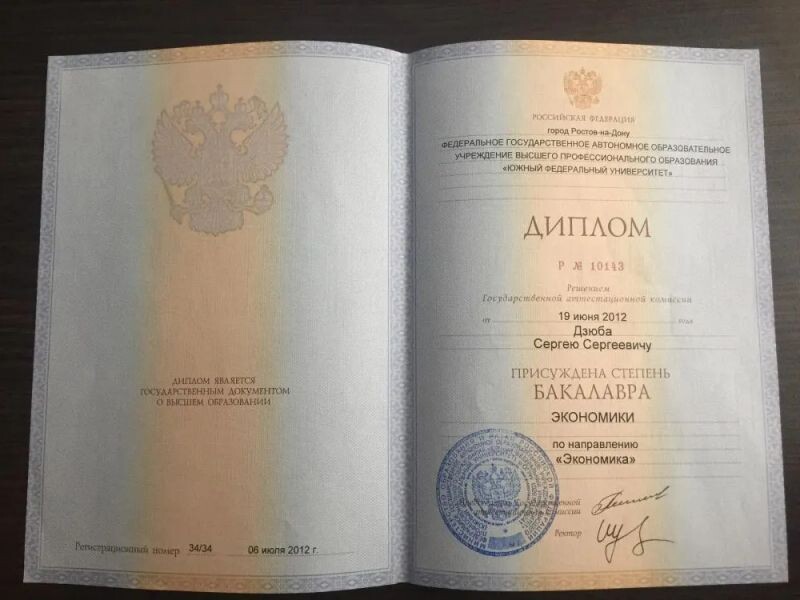 ДИПЛОМ ЯВЛЯЕТСЯ
ГОСУДАРСТВЕННЫМ ДОКУМЕНТОМ
О ВЫСШЕМ ОБРАЗОВАНИИ
Регистрационный номер 34/34 06 июля 2012 г.
РОССИЙСКАЯ ФЕДЕРАЦИЯ
город Ростов-на-Дону
ФЕДЕРАЛЬНОЕ ГОСУДАРСТВЕННОЕ АВТОНОМНОЕ ОБРАЗОВАТЕЛЬНОЕ
УЧРЕЖДЕНИЕ ВЫСШЕГО ПРОФЕССИОНАЛЬНОГО ОБРАЗОВАНИЯ
«ЮЖНЫЙ ФЕДЕРАЛЬНЫЙ УНИВЕРСИТЕТ»
ДИПЛОМ
Р № 10143
Решением
Государственной аттестационной комиссии
от 19 июня 2012 года
Дзюба
Сергею Сергеевичу
ПРИСУЖДЕНА СТЕПЕНЬ
БАКАЛАВРА
ЭКОНОМИКИ
по направлению
«Экономика»
Государственной
комиссии
Ректор